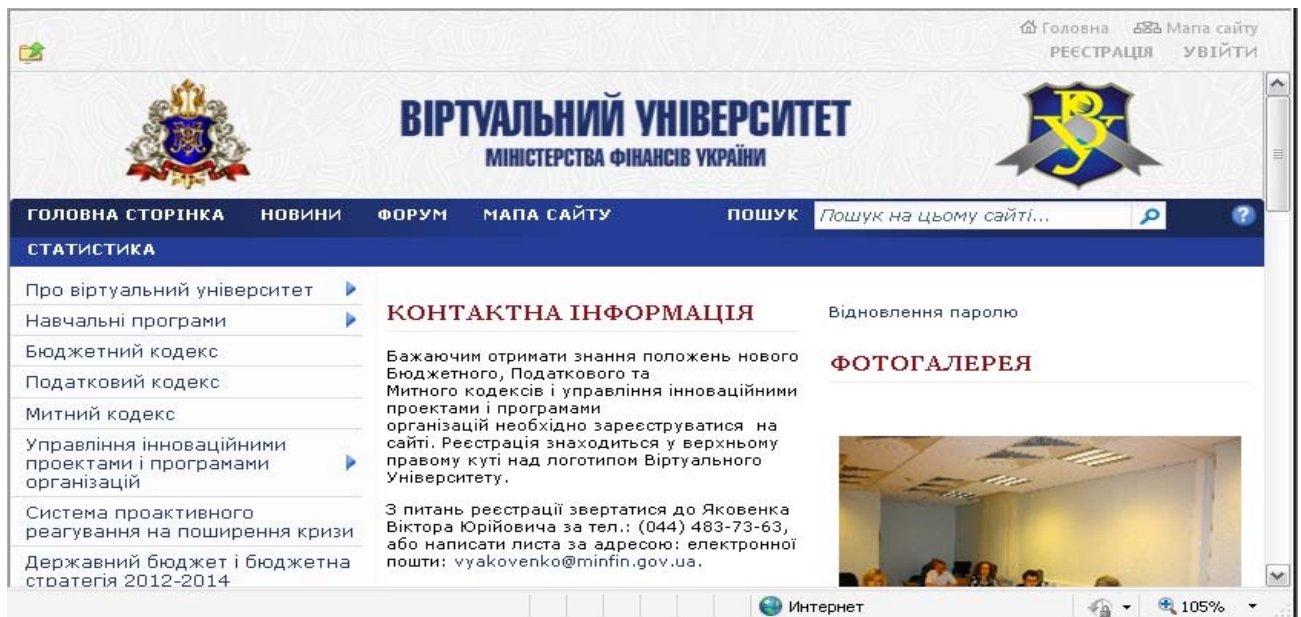 Головна Мапа сайту
РЕЄСТРАЦІЯ УВІЙТИ
ВІРТУАЛЬНИЙ УНІВЕРСИТЕТ
МІНІСТЕРСТВА ФІНАНСІВ УКРАЇНИ
ВУ
ГОЛОВНА СТОРІНКА НОВИНИ ФОРУМ МАПА САЙТУ ПОШУК Пошук на цьому сайті...
СТАТИСТИКА
Про віртуальний університет
Навчальні програми
Бюджетний кодекс
Податковий кодекс
Митний кодекс
Управління інноваційними
проектами і програмами
організацій
Система проактивного
реагування на поширення кризи
Державний бюджет і бюджетна
стратегія 2012-2014
КОНТАКТНА ІНФОРМАЦІЯ
Бажаючим отримати знання положень нового
Бюджетного, Податкового та
Митного кодексів і управління інноваційними
проектами і програмами
організацій необхідно зареєструватися на
сайті. Реєстрація знаходиться у верхньому
правому куті над логотипом Віртуального
Університету.
З питань реєстрації звертатися до Яковенка
Віктора Юрійовича за тел.: (044) 483-73-63,
або написати листа за адресою: електронної
пошти: vyakovenko@minfin.gov.ua.
Відновлення паролю
ФОТОГАЛЕРЕЯ
Интернет 105%